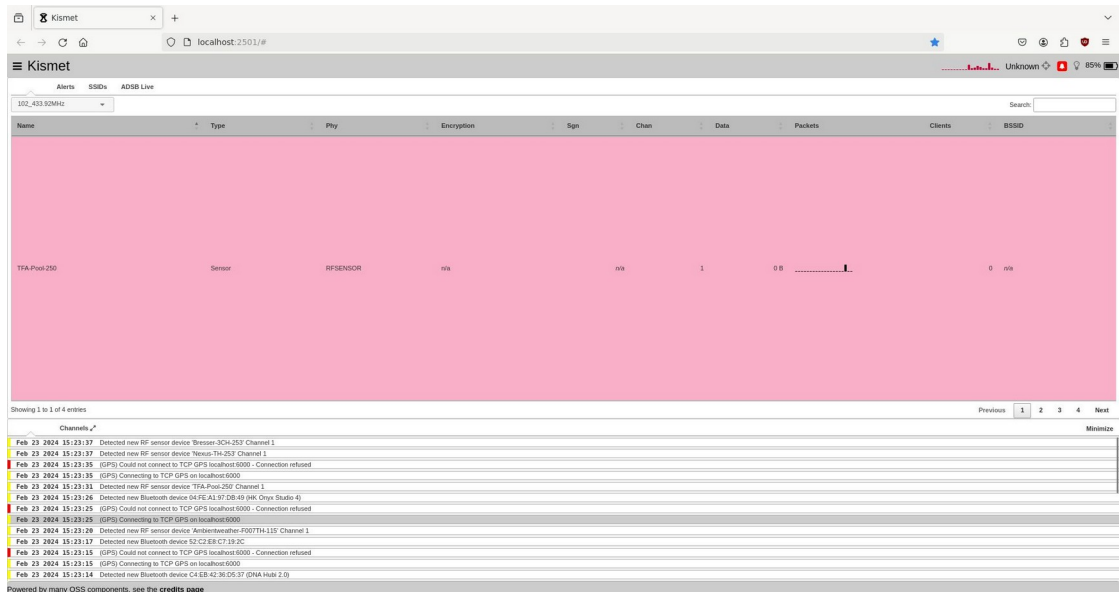 Kismet × +
localhost:2501/#
≡ Kismet Unknown 85%
Alerts SSIDs ADSB Live
102_433.92MHz Search:
Name Type Phy Encryption Sgn Chan Data Packets Clients BSSID
TFA-Pool-250 Sensor RFSENSOR n/a n/a 1 0 B 0 n/a
Showing 1 to 1 of 4 entries Previous 1 2 3 4 Next
Channels Minimize
Feb 23 2024 15:23:37 Detected new RF sensor device 'Bresser-3CH-253' Channel 1
Feb 23 2024 15:23:37 Detected new RF sensor device 'Nexus-TH-253' Channel 1
Feb 23 2024 15:23:35 (GPS) Could not connect to TCP GPS localhost:6000 - Connection refused
Feb 23 2024 15:23:35 (GPS) Connecting to TCP GPS on localhost:6000
Feb 23 2024 15:23:31 Detected new RF sensor device 'TFA-Pool-250' Channel 1
Feb 23 2024 15:23:26 Detected new Bluetooth device 04:FE:A1:97:DB:49 (HK Onyx Studio 4)
Feb 23 2024 15:23:25 (GPS) Could not connect to TCP GPS localhost:6000 - Connection refused
Feb 23 2024 15:23:25 (GPS) Connecting to TCP GPS on localhost:6000
Feb 23 2024 15:23:20 Detected new RF sensor device 'Ambientweather-F007TH-115' Channel 1
Feb 23 2024 15:23:17 Detected new Bluetooth device 52:C2:E8:C7:19:2C
Feb 23 2024 15:23:15 (GPS) Could not connect to TCP GPS localhost:6000 - Connection refused
Feb 23 2024 15:23:15 (GPS) Connecting to TCP GPS on localhost:6000
Feb 23 2024 15:23:14 Detected new Bluetooth device C4:EB:42:36:D5:37 (DNA Hubi 2.0)
Powered by many OSS components, see the credits page